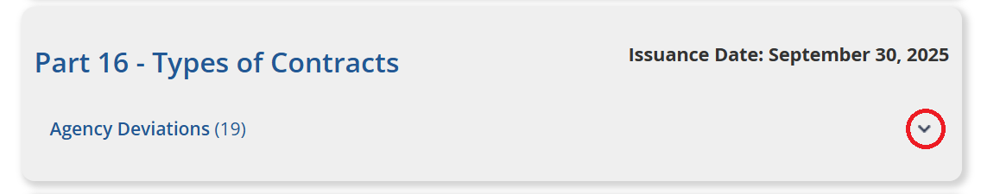 Part 16 - Types of Contracts
Issuance Date: September 30, 2025
Agency Deviations (19)